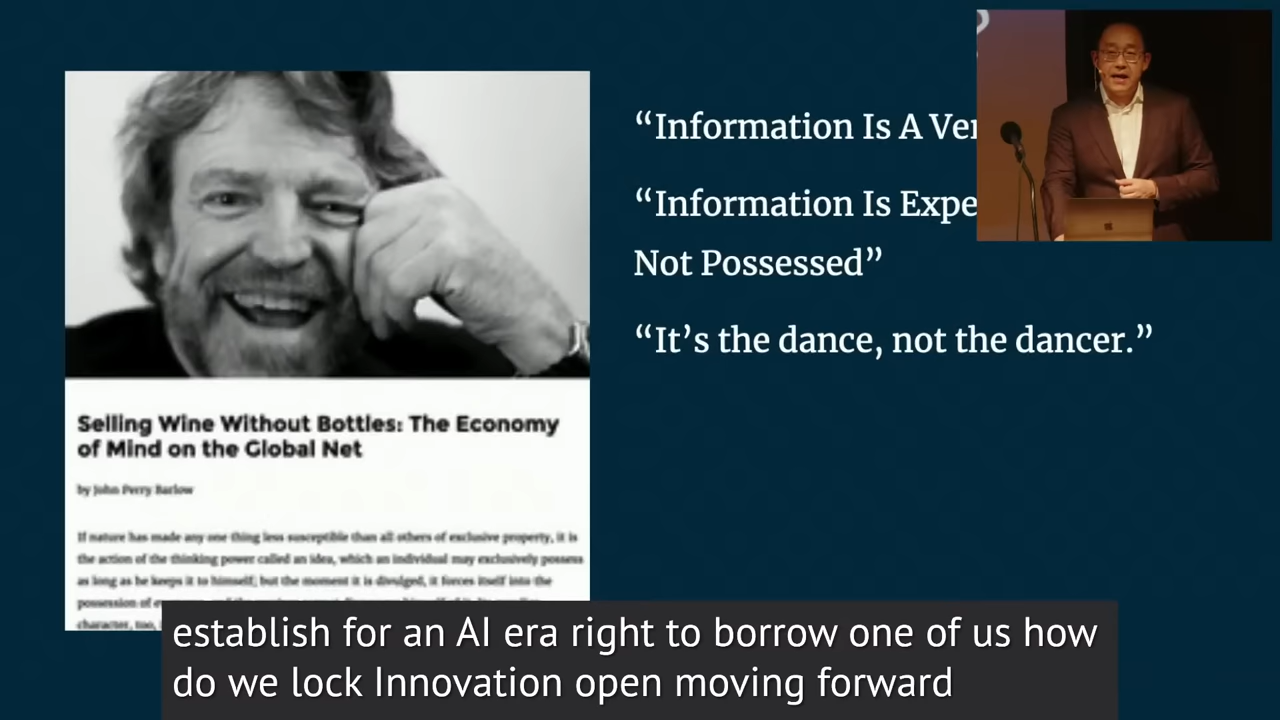 “Information Is A Ver
“Information Is Expe
Not Possessed”
“It’s the dance, not the dancer.”
Selling Wine Without Bottles: The Economy
of Mind on the Global Net
by John Perry Barlow
If nature has made any one thing less susceptible than all others of exclusive property, it is
the action of the thinking power called an idea, which an individual may exclusively possess
as long as he keeps it to himself; but the moment it is divulged, it forces itself into the
possession of
character, too,
establish for an AI era right to borrow one of us how
do we lock Innovation open moving forward